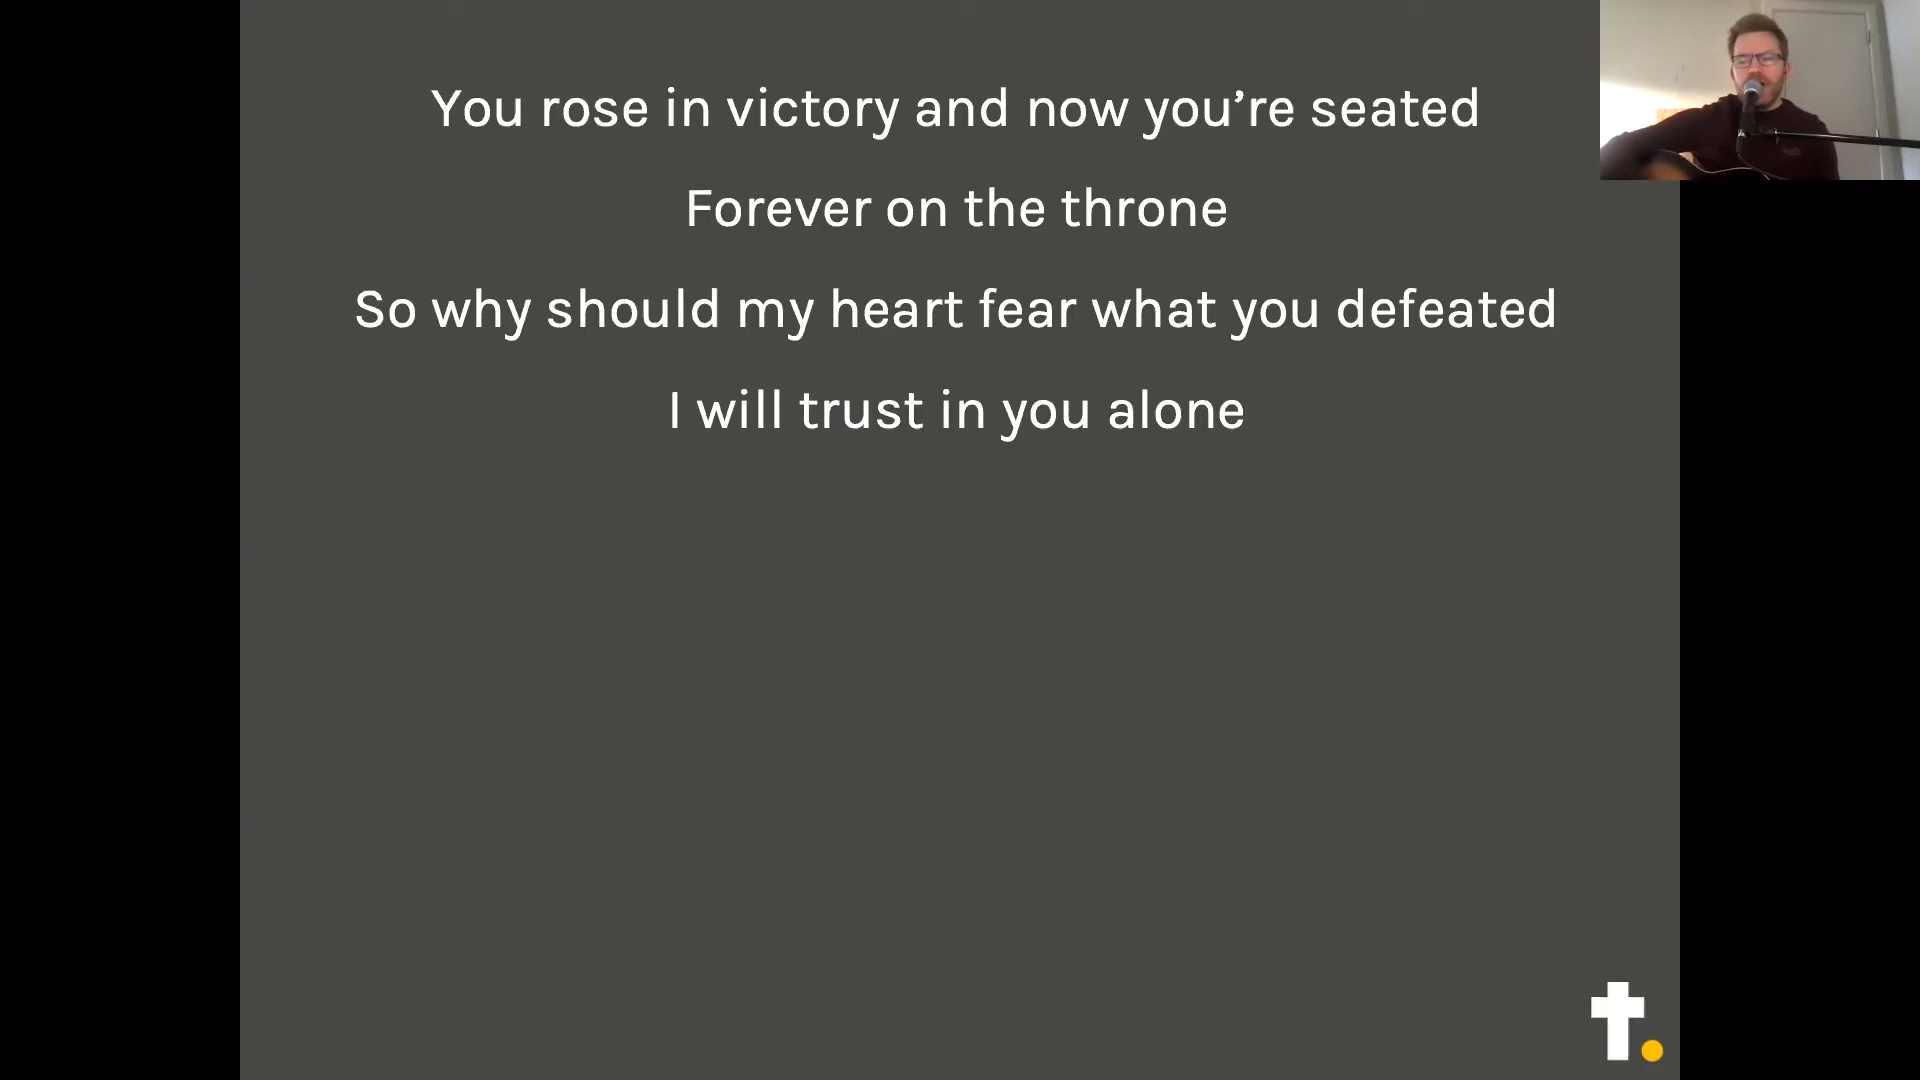 You rose in victory and now you’re seated
Forever on the throne
So why should my heart fear what you defeated
I will trust in you alone
t.